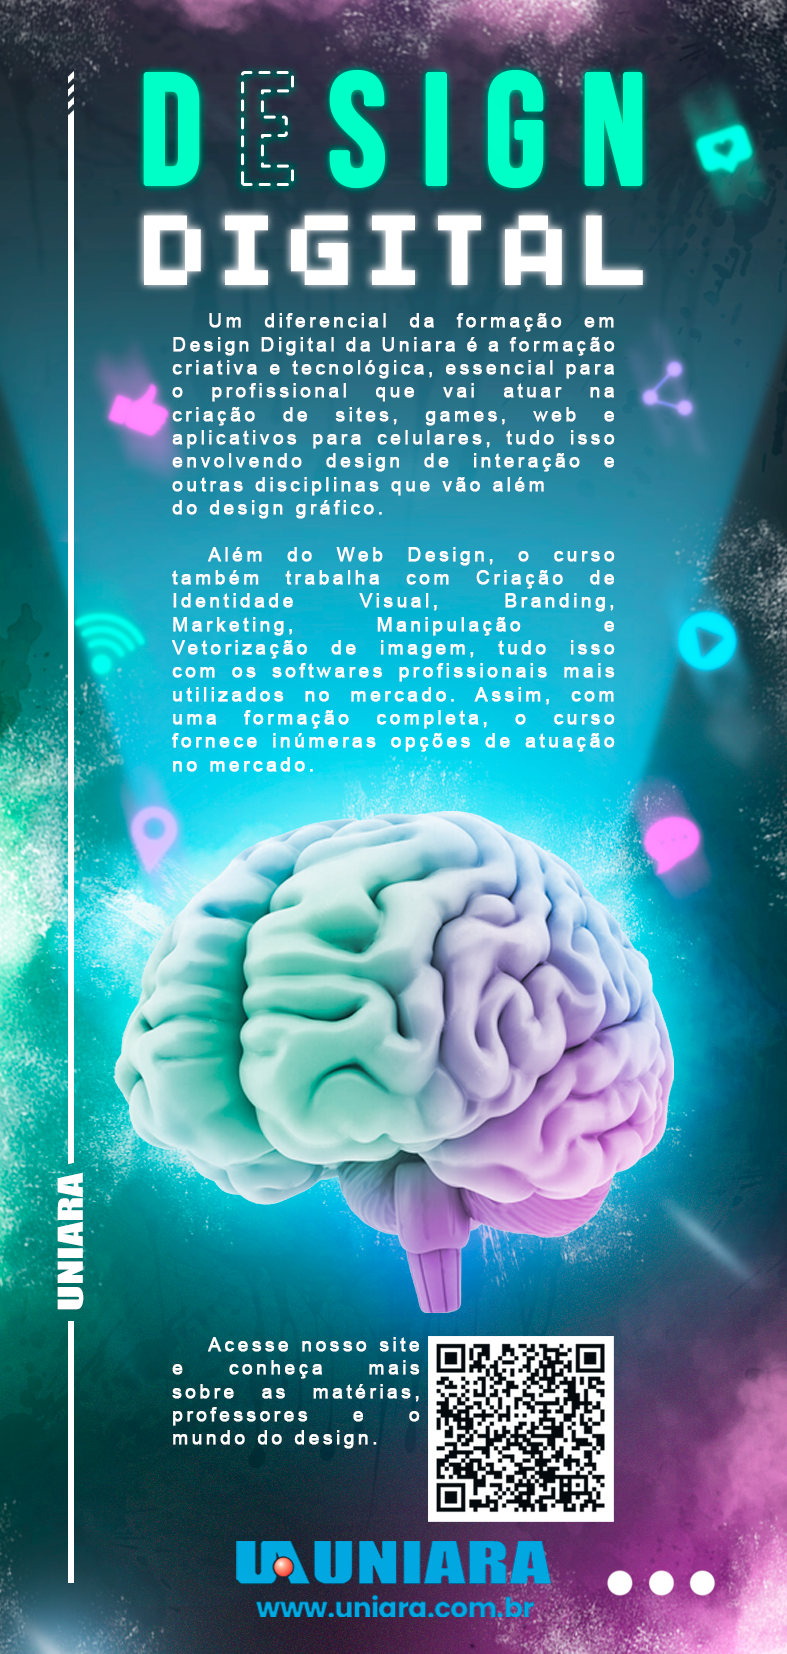 DESIGN
DIGITAL
Um diferencial da formação em
Design Digital da Uniara é a formação
criativa e tecnológica, essencial para
o profissional que vai atuar na
criação de sites, games, web e
aplicativos para celulares, tudo isso
envolvendo design de interação e
outras disciplinas que vão além
do design gráfico.
Além do Web Design, o curso
também trabalha com Criação de
Identidade Visual, Branding,
Marketing, Manipulação e
Vetorização de imagem, tudo isso
com os softwares profissionais mais
utilizados no mercado. Assim, com
uma formação completa, o curso
fornece inúmeras opções de atuação
no mercado.
UNIARA
Acesse nosso site
e conheça mais
sobre as matérias,
professores e o
mundo do design.
UA UNIARA
www.uniara.com.br